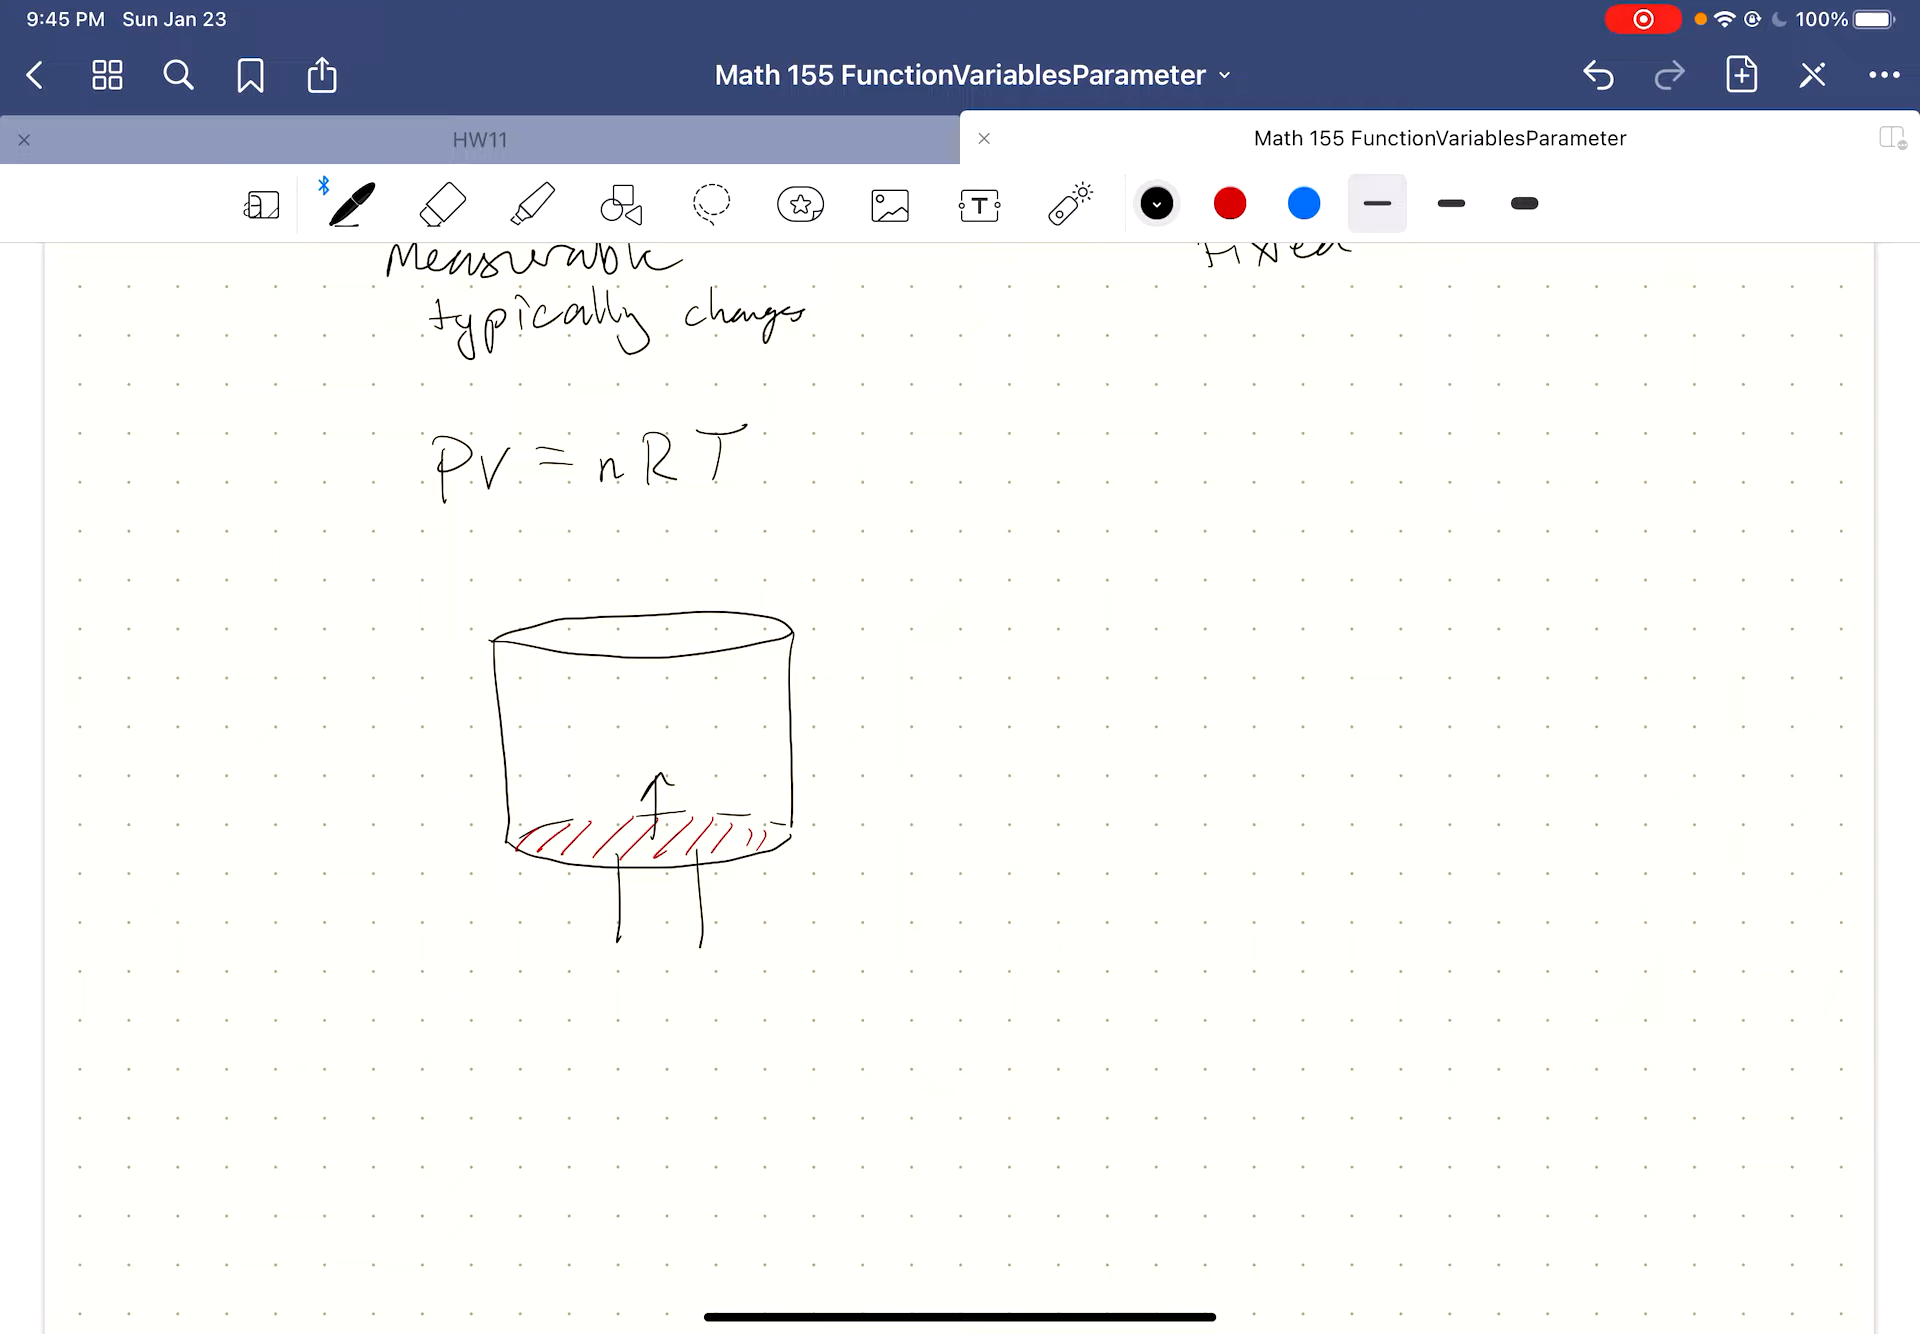 9:45 PM Sun Jan 23 100%
Math 155 FunctionVariablesParameter
HW11 Math 155 FunctionVariablesParameter
Measurable Fixed
typically changes
PV = nRT